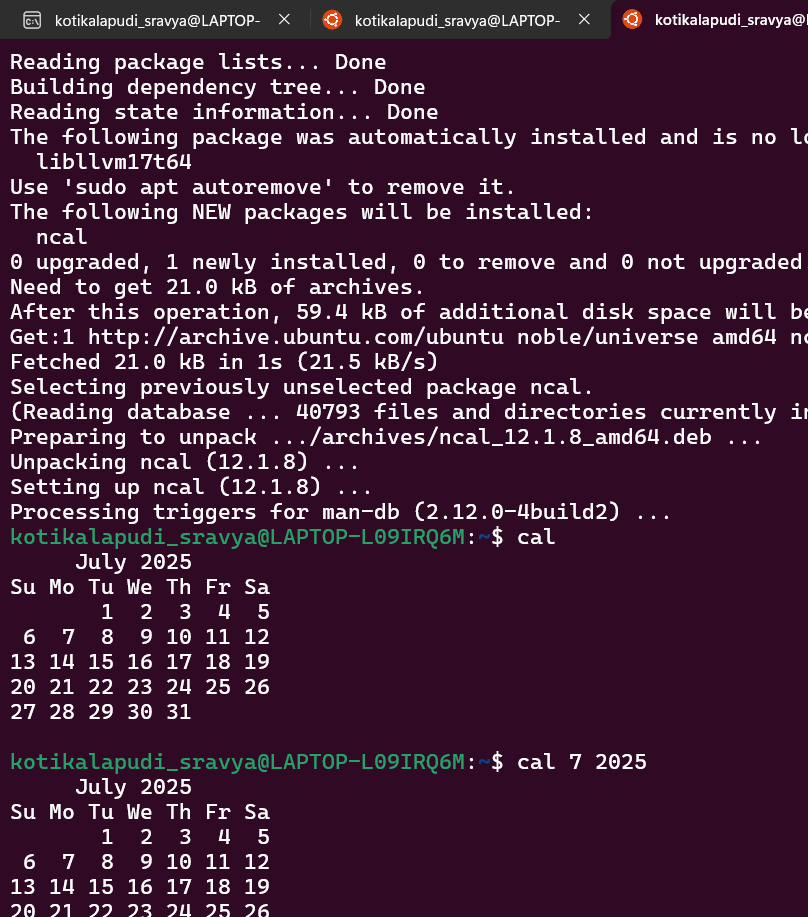 kotikalapudi_sravya@LAPTOP- kotikalapudi_sravya@LAPTOP- kotikalapudi_sravya@
Reading package lists... Done
Building dependency tree... Done
Reading state information... Done
The following package was automatically installed and is no lo
  libllvm17t64
Use 'sudo apt autoremove' to remove it.
The following NEW packages will be installed:
  ncal
0 upgraded, 1 newly installed, 0 to remove and 0 not upgraded
Need to get 21.0 kB of archives.
After this operation, 59.4 kB of additional disk space will be
Get:1 http://archive.ubuntu.com/ubuntu noble/universe amd64 nc
Fetched 21.0 kB in 1s (21.5 kB/s)
Selecting previously unselected package ncal.
(Reading database ... 40793 files and directories currently in
Preparing to unpack .../archives/ncal_12.1.8_amd64.deb ...
Unpacking ncal (12.1.8) ...
Setting up ncal (12.1.8) ...
Processing triggers for man-db (2.12.0-4build2) ...
kotikalapudi_sravya@LAPTOP-L09IRQ6M:~$ cal
     July 2025
Su Mo Tu We Th Fr Sa
       1  2  3  4  5
 6  7  8  9 10 11 12
13 14 15 16 17 18 19
20 21 22 23 24 25 26
27 28 29 30 31
kotikalapudi_sravya@LAPTOP-L09IRQ6M:~$ cal 7 2025
     July 2025
Su Mo Tu We Th Fr Sa
       1  2  3  4  5
 6  7  8  9 10 11 12
13 14 15 16 17 18 19
20 21 22 23 24 25 26